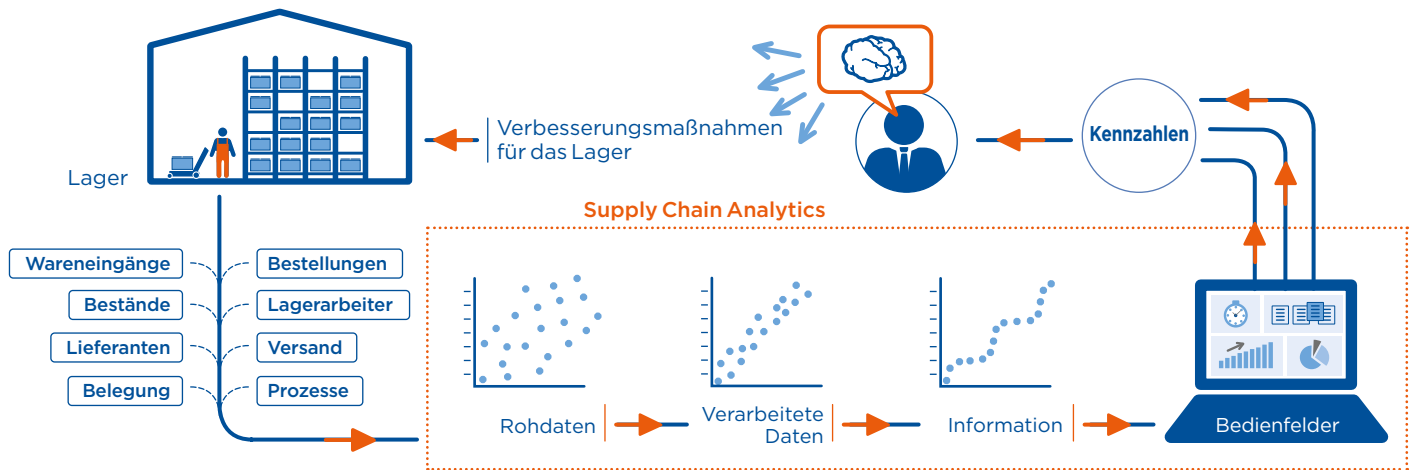 Verbesserungsmaßnahmen
für das Lager
Kennzahlen
Lager
Supply Chain Analytics
Wareneingänge
Bestellungen
Bestände
Lagerarbeiter
Lieferanten
Versand
Belegung
Prozesse
Rohdaten
Verarbeitete
Daten
Information
Bedienfelder